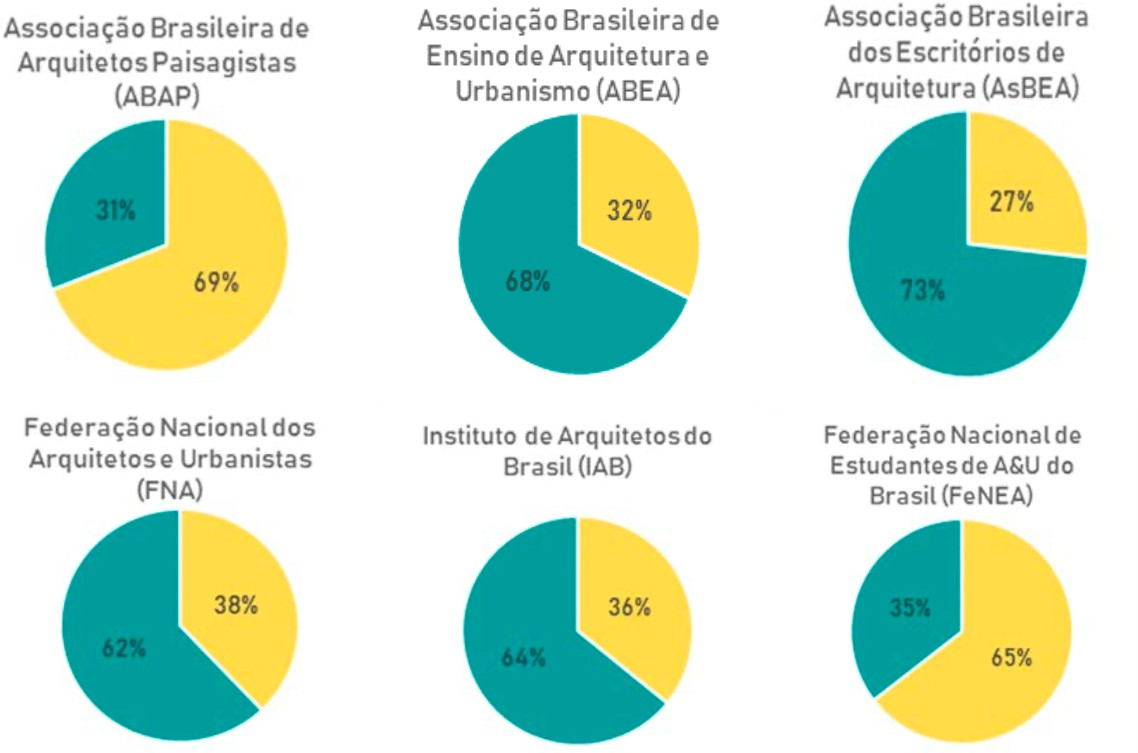 Associação Brasileira de
Arquitetos Paisagistas
(ABAP)
31%
69%
Associação Brasileira de
Ensino de Arquitetura e
Urbanismo (ABEA)
32%
68%
Associação Brasileira
dos Escritórios de
Arquitetura (AsBEA)
27%
73%
Federação Nacional dos
Arquitetos e Urbanistas
(FNA)
38%
62%
Instituto de Arquitetos do
Brasil (IAB)
36%
64%
Federação Nacional de
Estudantes de A&U do
Brasil (FeNEA)
35%
65%